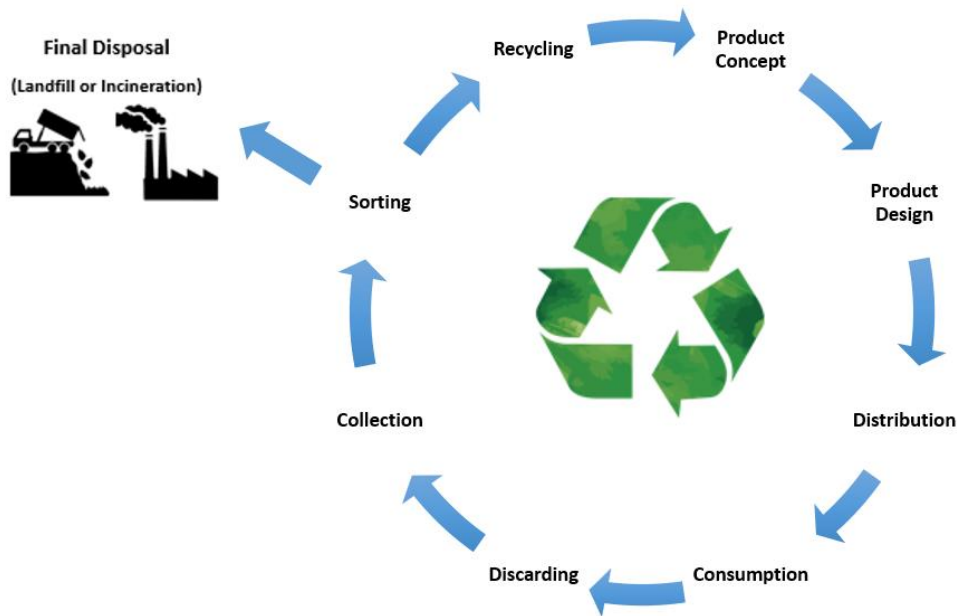 Final Disposal
(Landfill or Incineration)
Recycling
Product
Concept
Product
Design
Sorting
Collection
Distribution
Discarding
Consumption